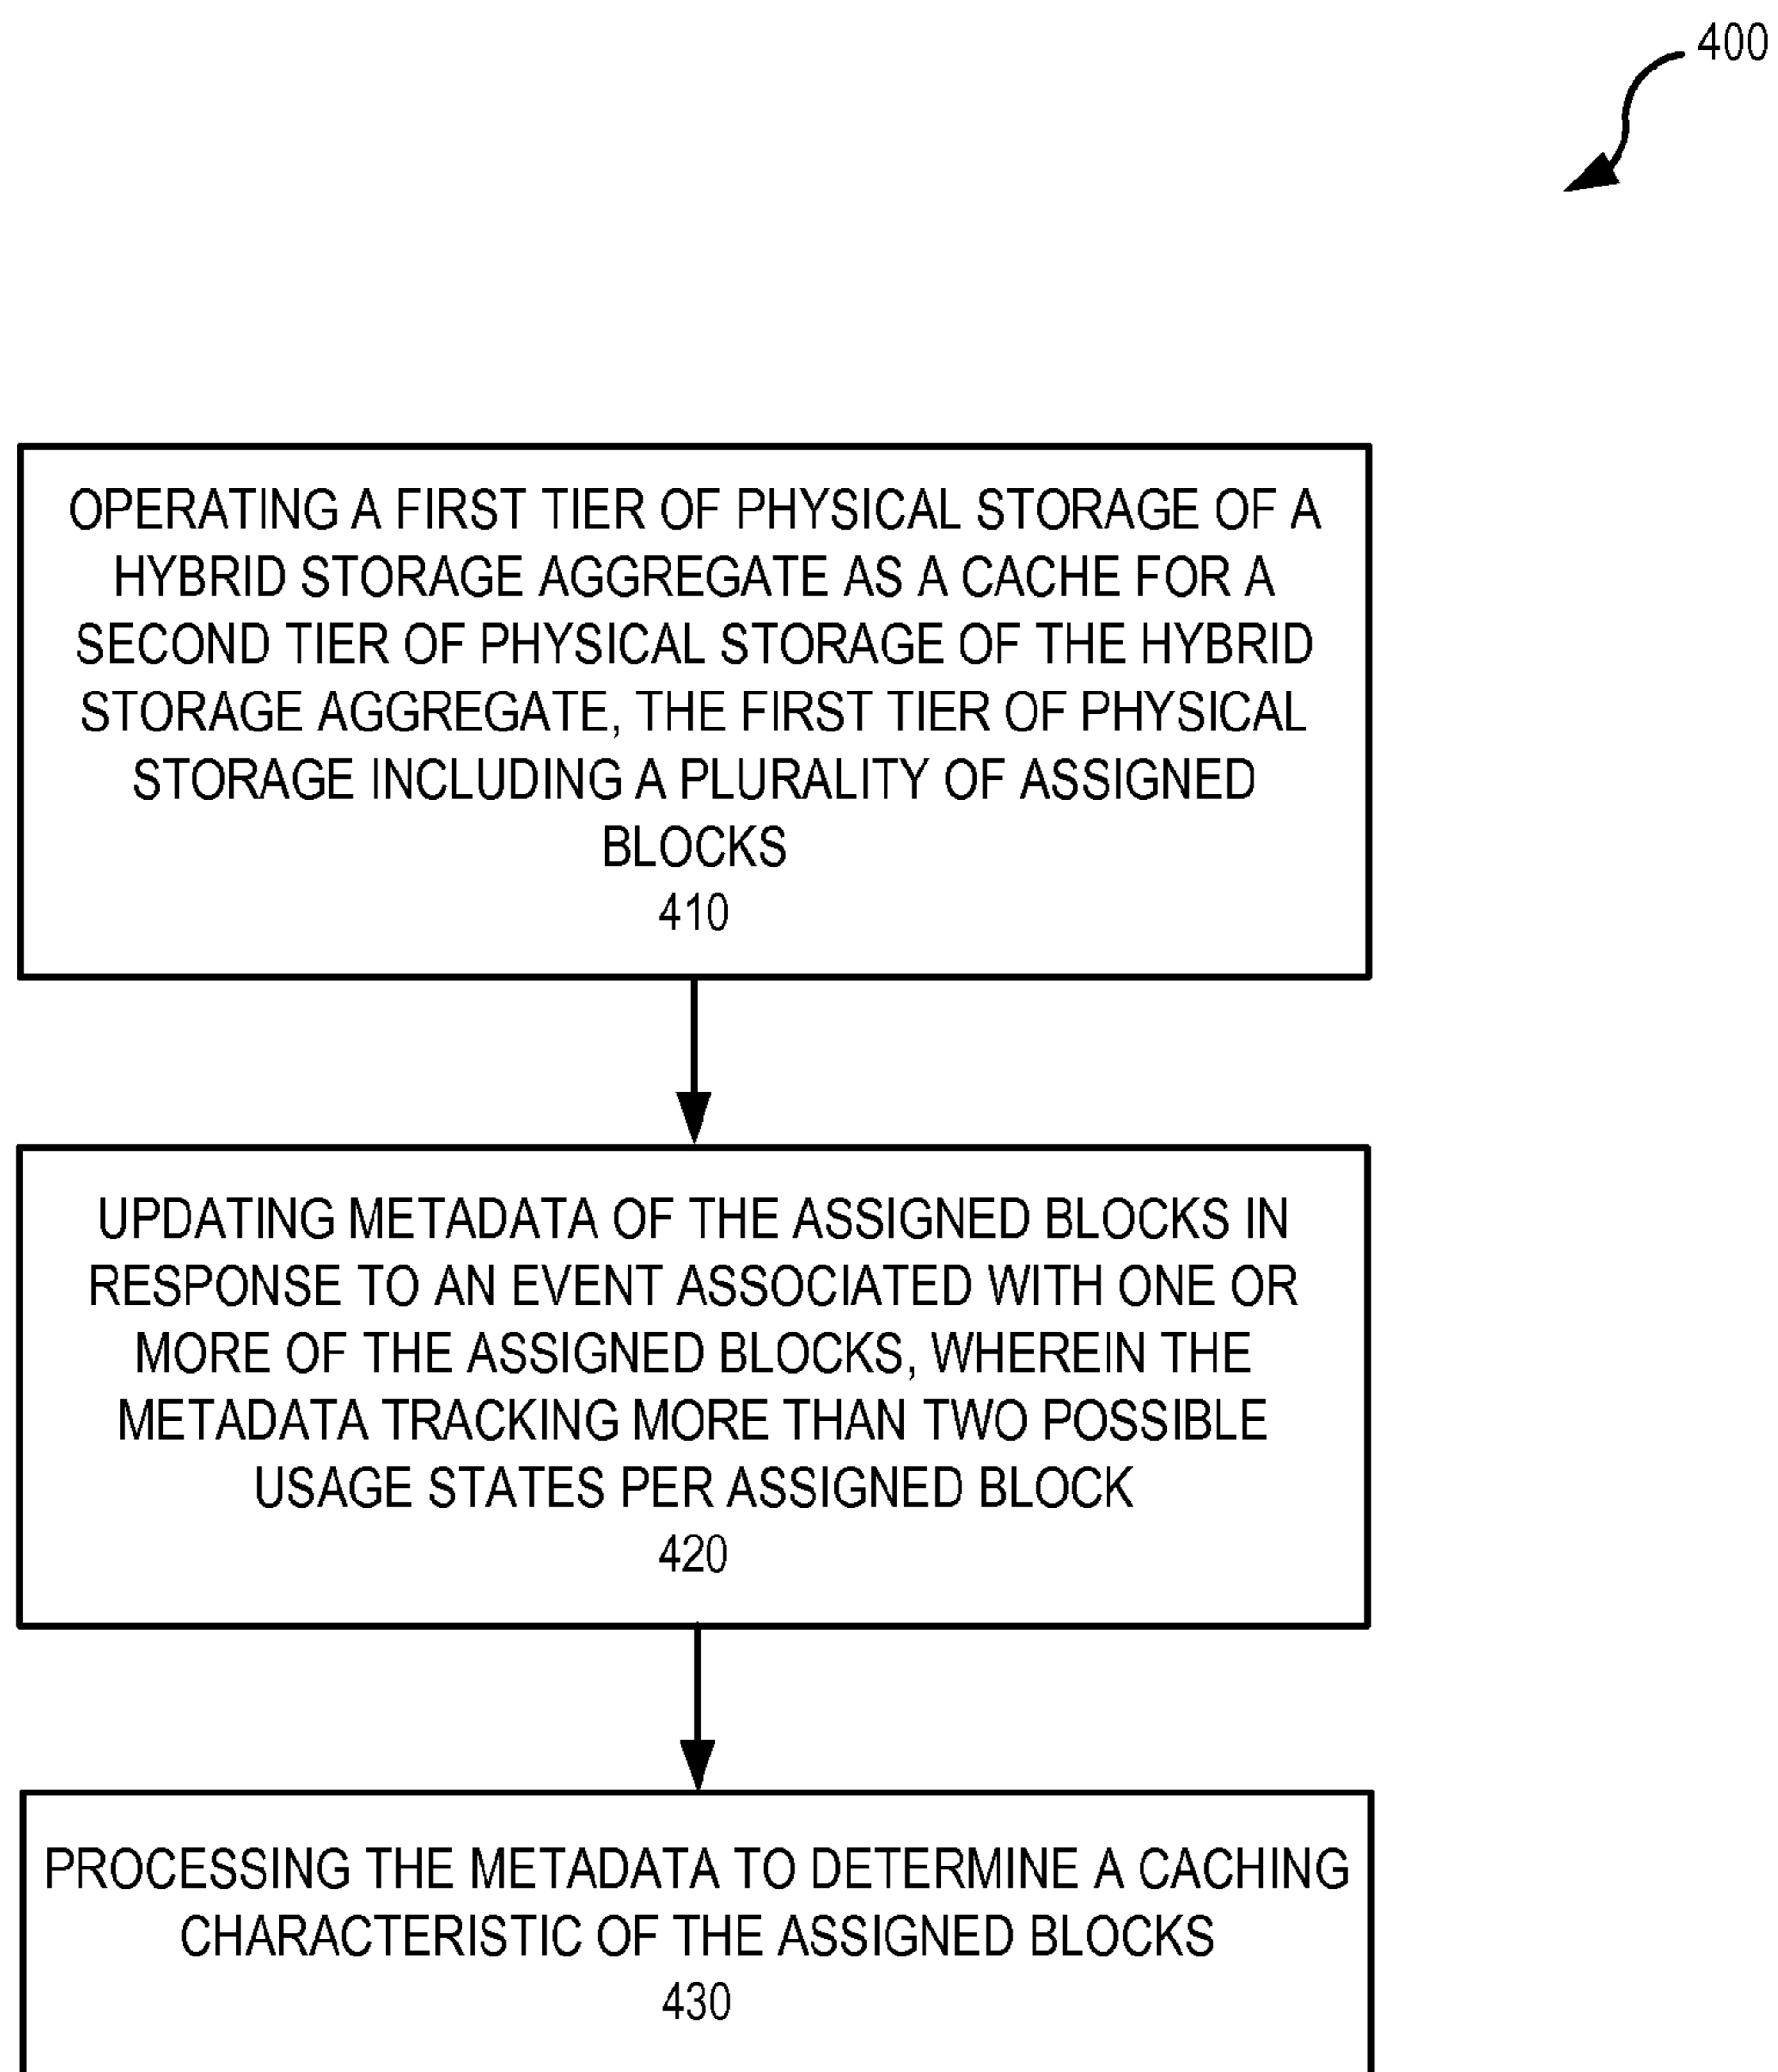 400
OPERATING A FIRST TIER OF PHYSICAL STORAGE OF A
HYBRID STORAGE AGGREGATE AS A CACHE FOR A
SECOND TIER OF PHYSICAL STORAGE OF THE HYBRID
STORAGE AGGREGATE, THE FIRST TIER OF PHYSICAL
STORAGE INCLUDING A PLURALITY OF ASSIGNED
BLOCKS
410
UPDATING METADATA OF THE ASSIGNED BLOCKS IN
RESPONSE TO AN EVENT ASSOCIATED WITH ONE OR
MORE OF THE ASSIGNED BLOCKS, WHEREIN THE
METADATA TRACKING MORE THAN TWO POSSIBLE
USAGE STATES PER ASSIGNED BLOCK
420
PROCESSING THE METADATA TO DETERMINE A CACHING
CHARACTERISTIC OF THE ASSIGNED BLOCKS
430